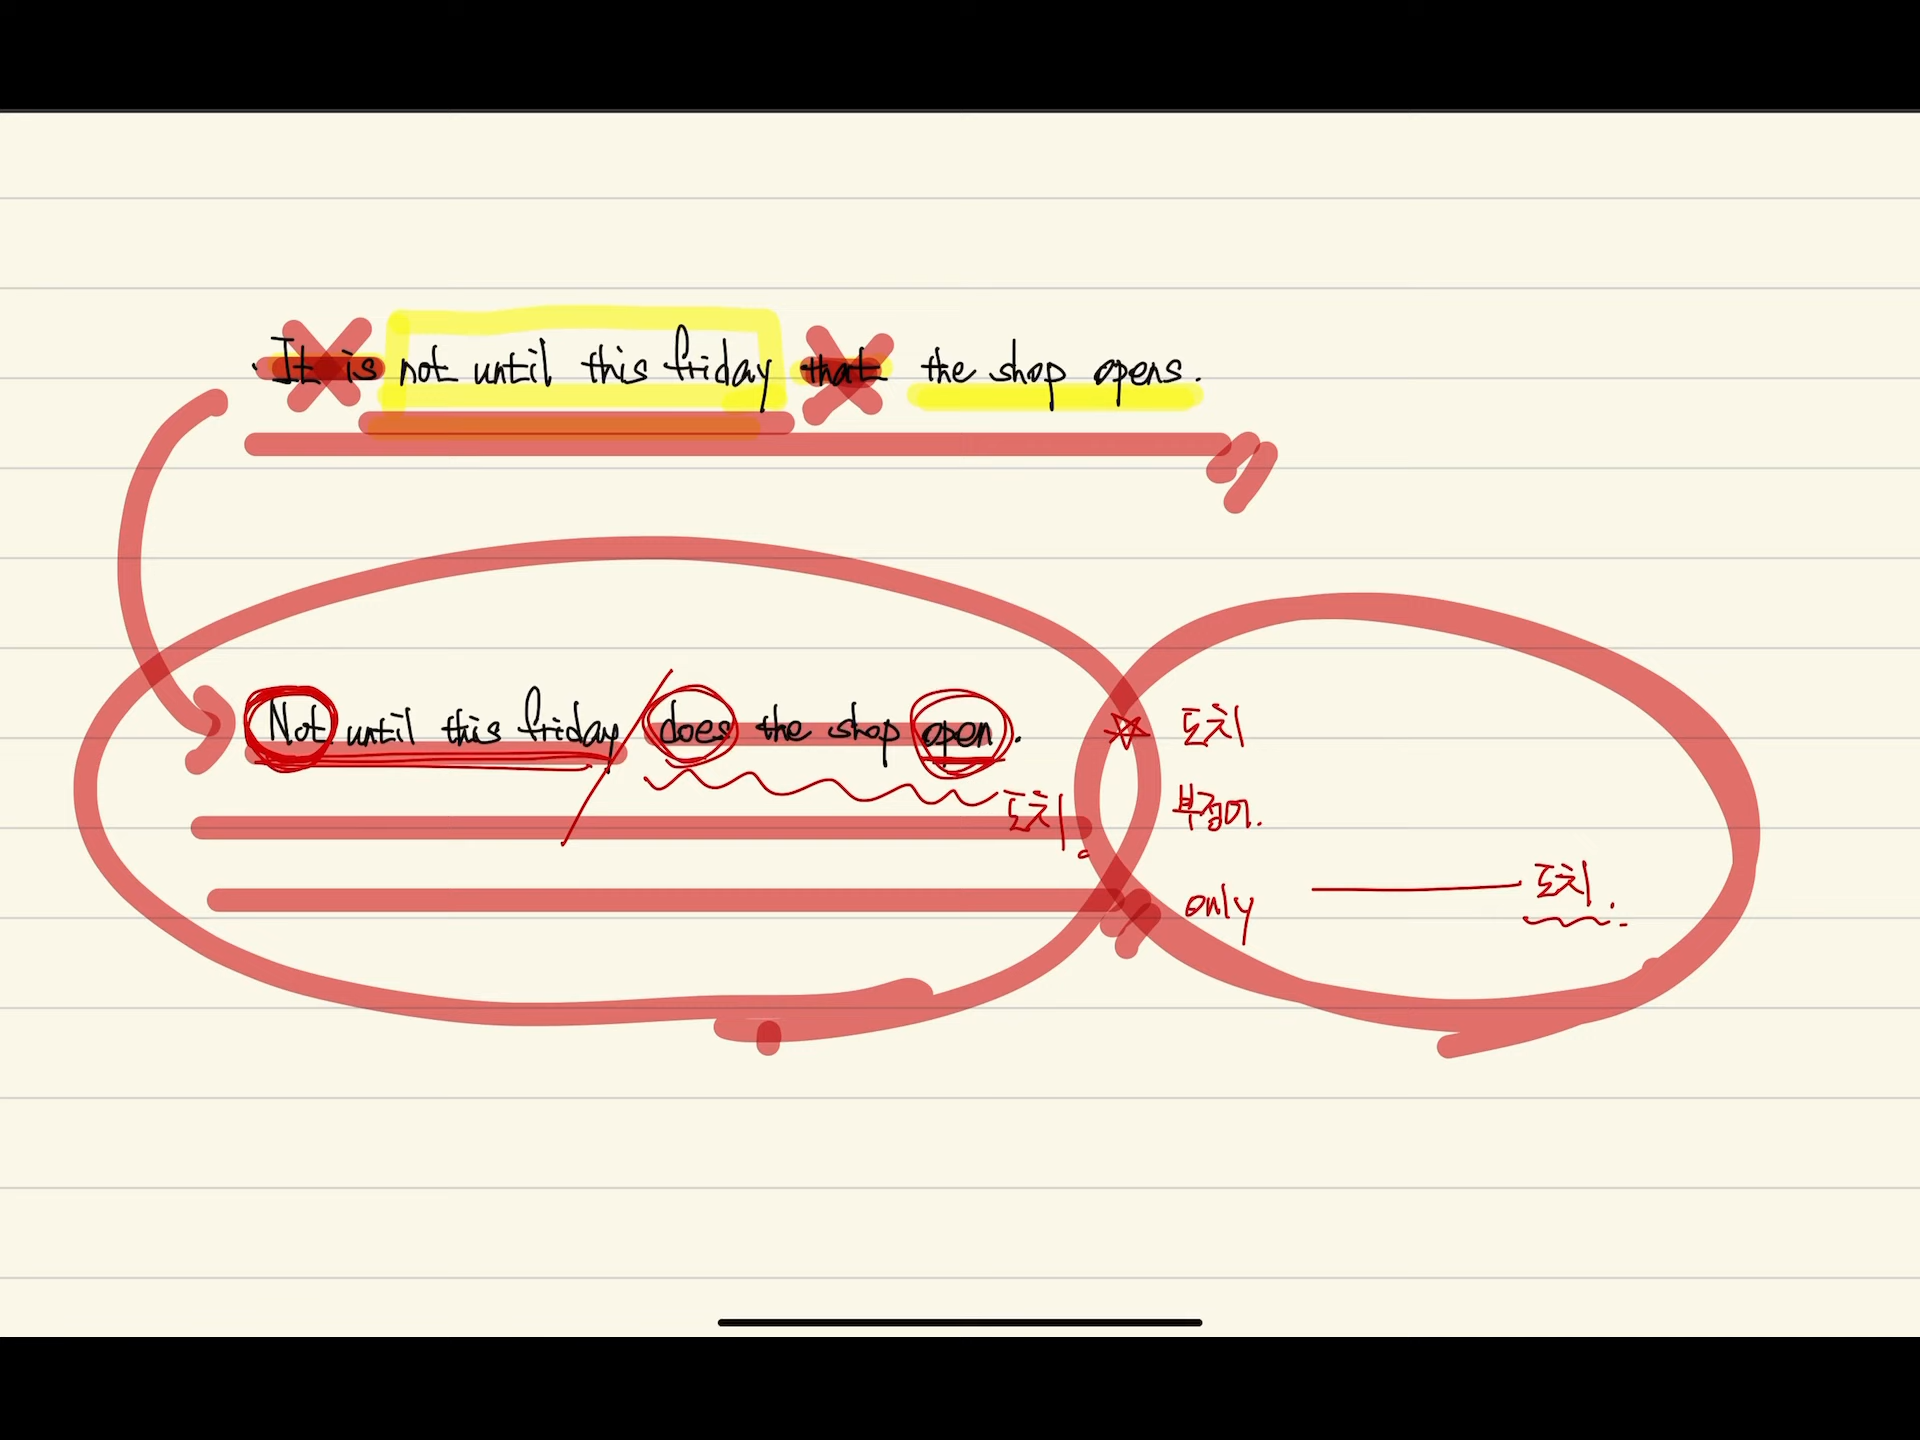 · It is not until this friday that the shop opens.
Not until this friday / does the shop open. ☆ 도치
도치. 부정어.
only ——— 도치.